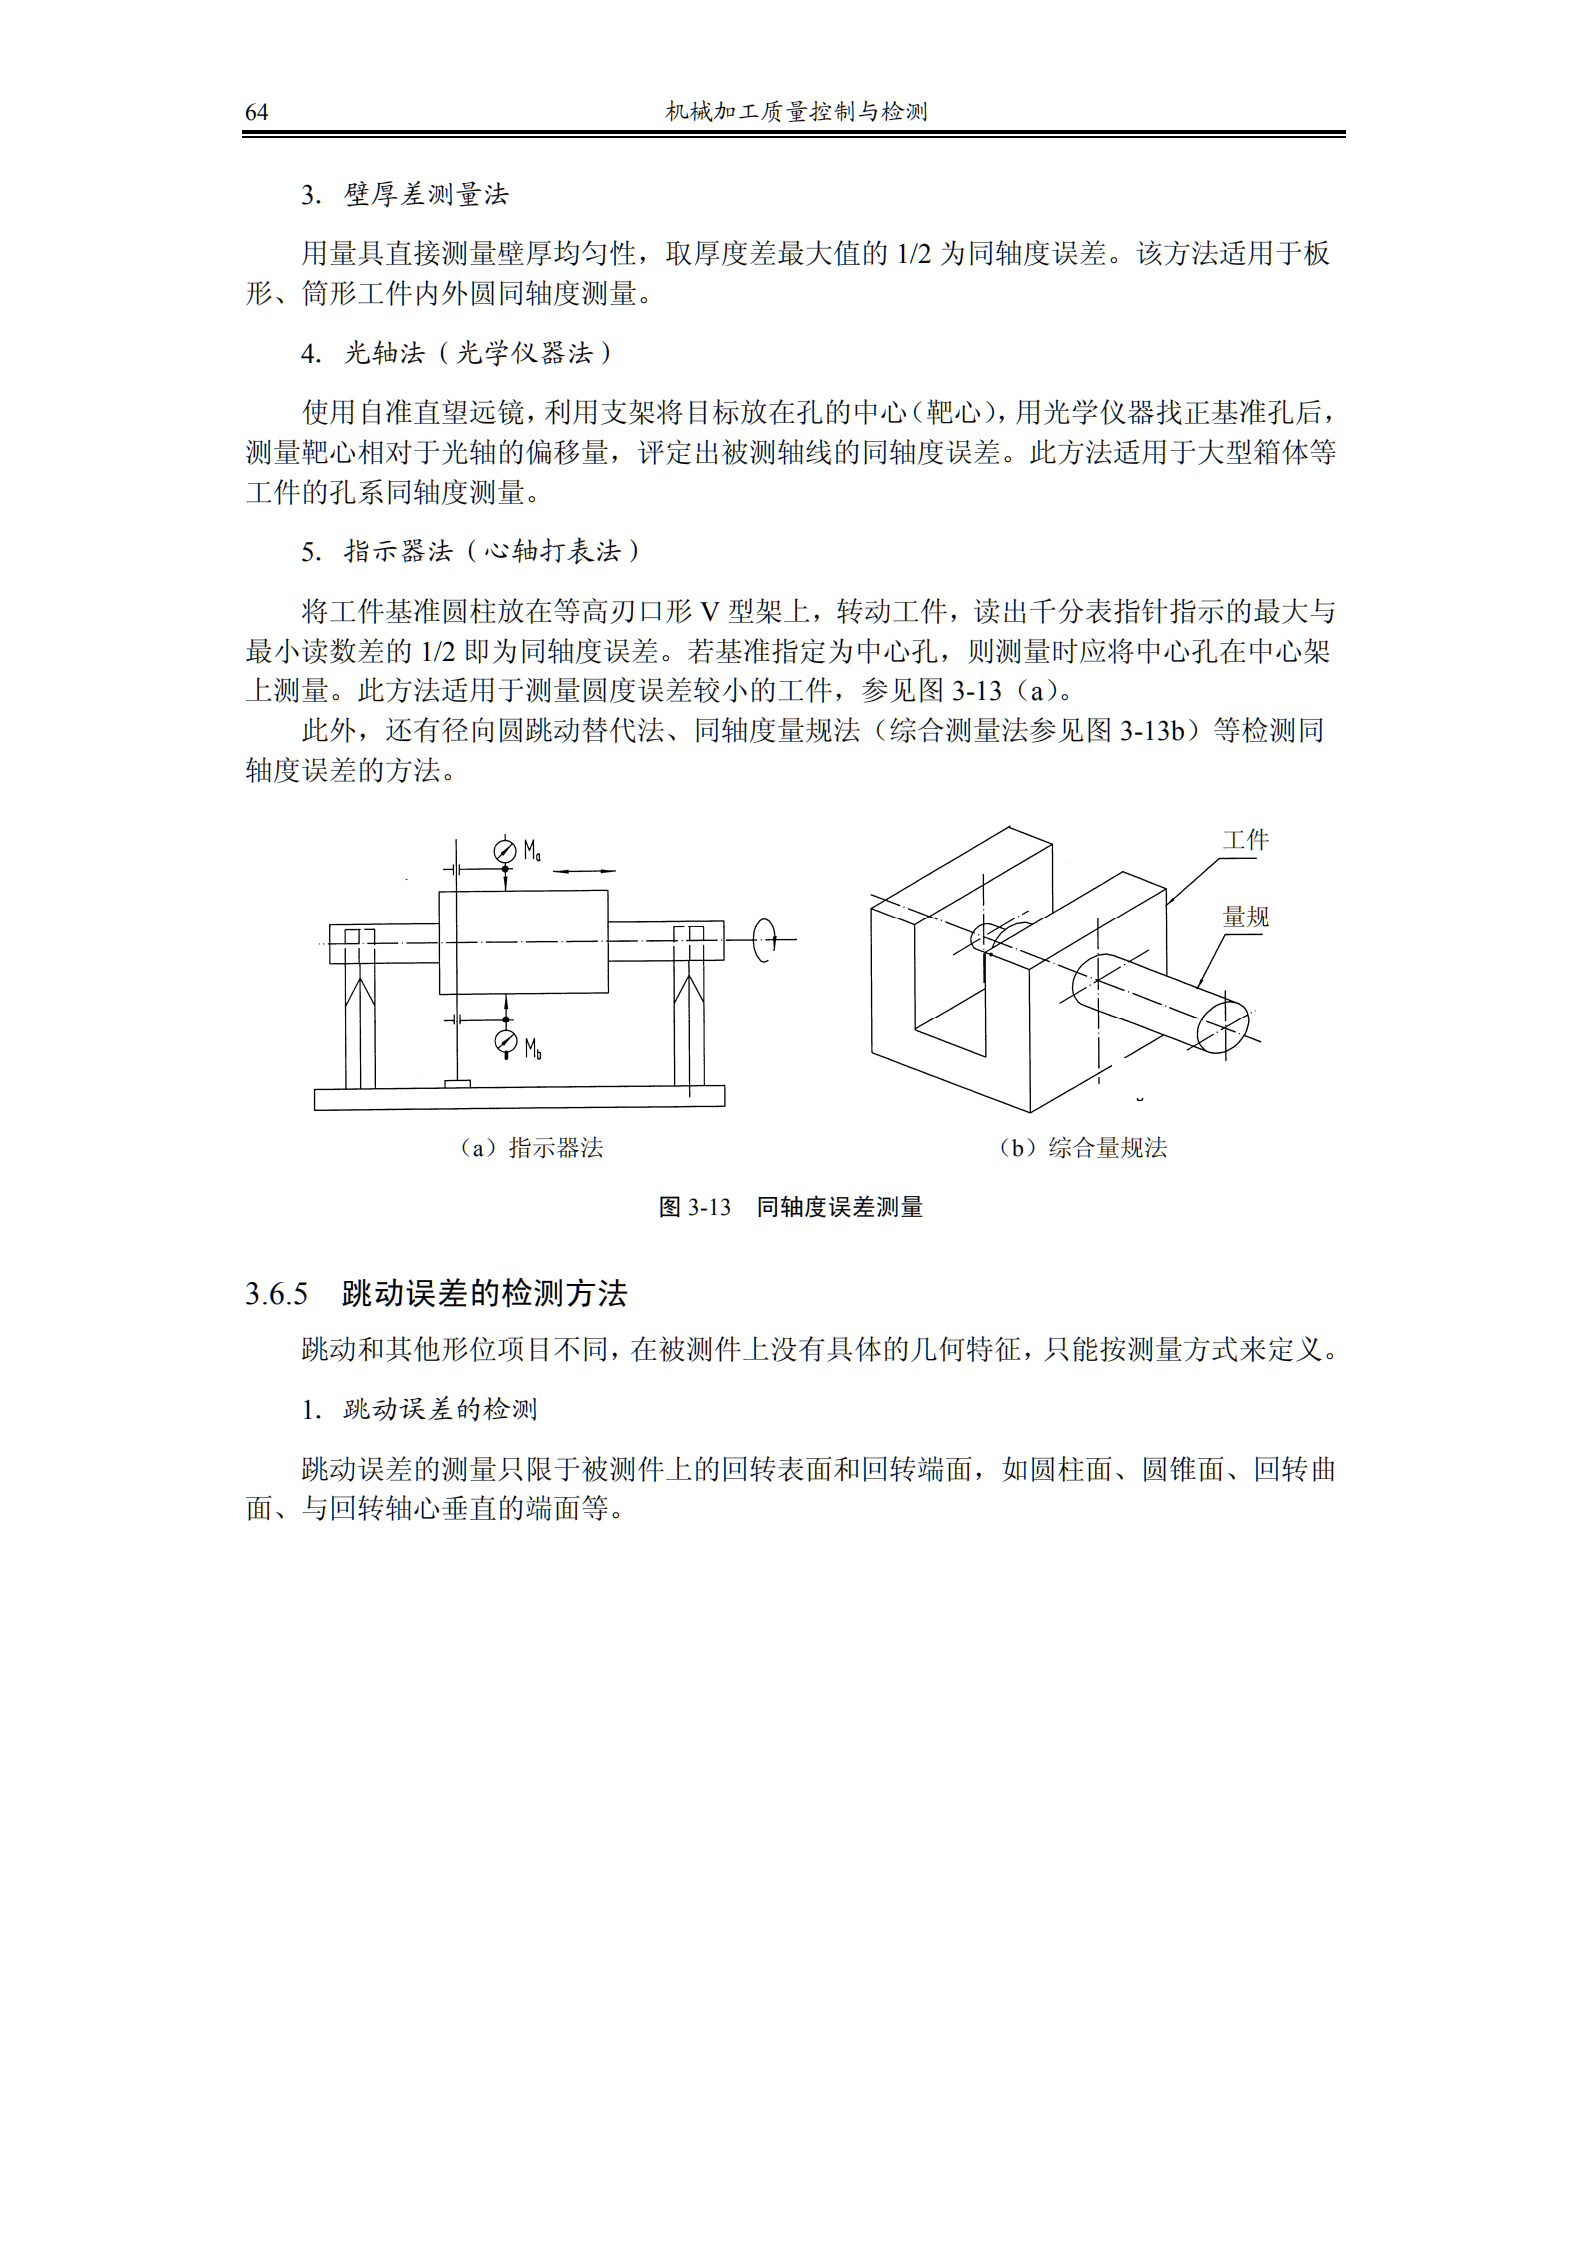 64 机械加工质量控制与检测
3. 壁厚差测量法
用量具直接测量壁厚均匀性，取厚度差最大值的 1/2 为同轴度误差。该方法适用于板
形、筒形工件内外圆同轴度测量。
4. 光轴法（光学仪器法）
使用自准直望远镜，利用支架将目标放在孔的中心（靶心），用光学仪器找正基准孔后，
测量靶心相对于光轴的偏移量，评定出被测轴线的同轴度误差。此方法适用于大型箱体等
工件的孔系同轴度测量。
5. 指示器法（心轴打表法）
将工件基准圆柱放在等高刃口形 V 型架上，转动工件，读出千分表指针指示的最大与
最小读数差的 1/2 即为同轴度误差。若基准指定为中心孔，则测量时应将中心孔在中心架
上测量。此方法适用于测量圆度误差较小的工件，参见图 3-13（a）。
此外，还有径向圆跳动替代法、同轴度量规法（综合测量法参见图 3-13b）等检测同
轴度误差的方法。
Ma
Mb
工件
量规
（a）指示器法
（b）综合量规法
图 3-13 同轴度误差测量
3.6.5 跳动误差的检测方法
跳动和其他形位项目不同，在被测件上没有具体的几何特征，只能按测量方式来定义。
1. 跳动误差的检测
跳动误差的测量只限于被测件上的回转表面和回转端面，如圆柱面、圆锥面、回转曲
面、与回转轴心垂直的端面等。